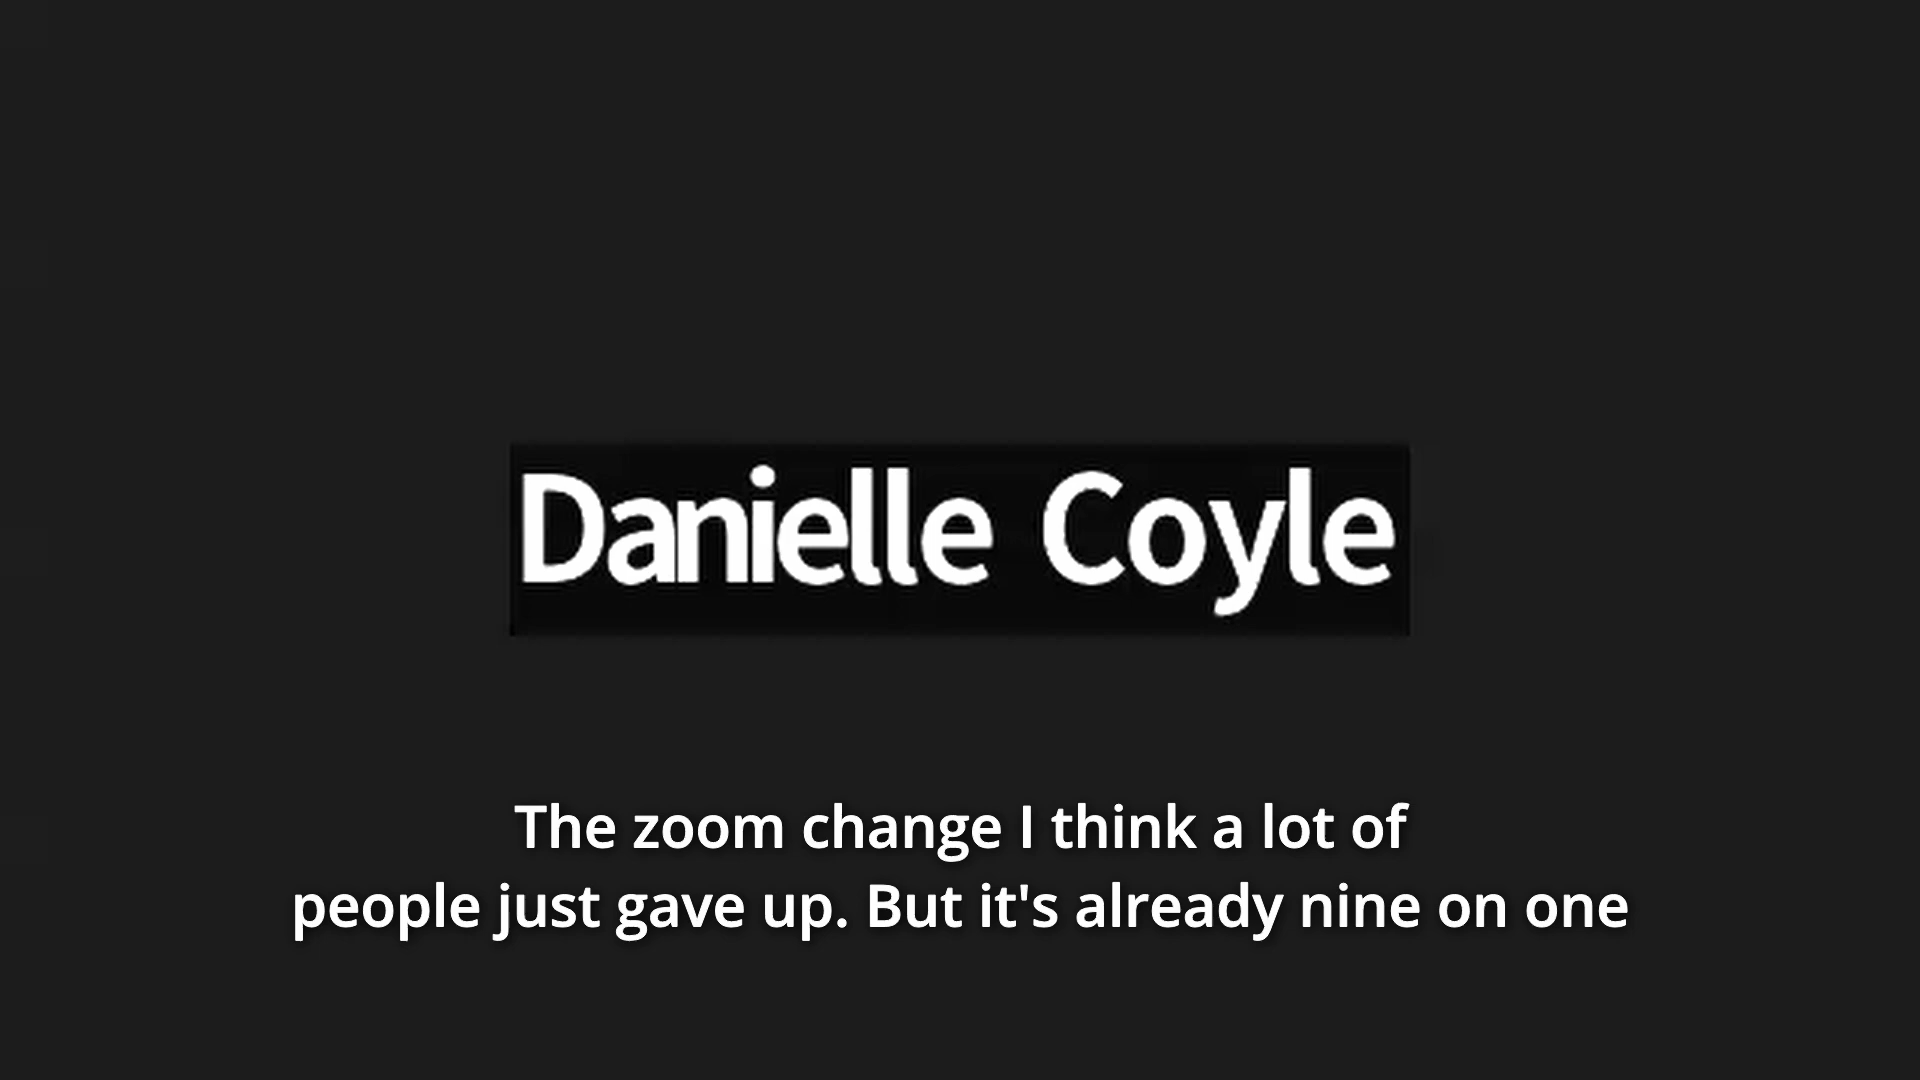 Danielle Coyle
The zoom change I think a lot of
people just gave up. But it's already nine on one